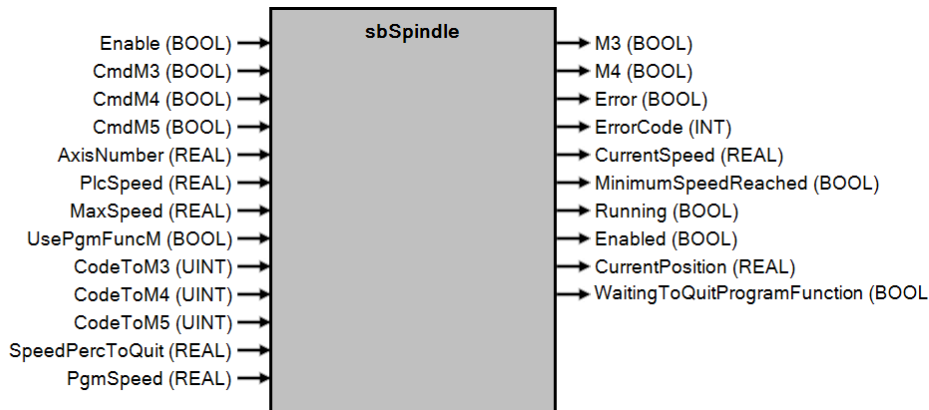 sbSpindle
Enable (BOOL)
CmdM3 (BOOL)
CmdM4 (BOOL)
CmdM5 (BOOL)
AxisNumber (REAL)
PlcSpeed (REAL)
MaxSpeed (REAL)
UsePgmFuncM (BOOL)
CodeToM3 (UINT)
CodeToM4 (UINT)
CodeToM5 (UINT)
SpeedPercToQuit (REAL)
PgmSpeed (REAL)
M3 (BOOL)
M4 (BOOL)
Error (BOOL)
ErrorCode (INT)
CurrentSpeed (REAL)
MinimumSpeedReached (BOOL)
Running (BOOL)
Enabled (BOOL)
CurrentPosition (REAL)
WaitingToQuitProgramFunction (BOOL